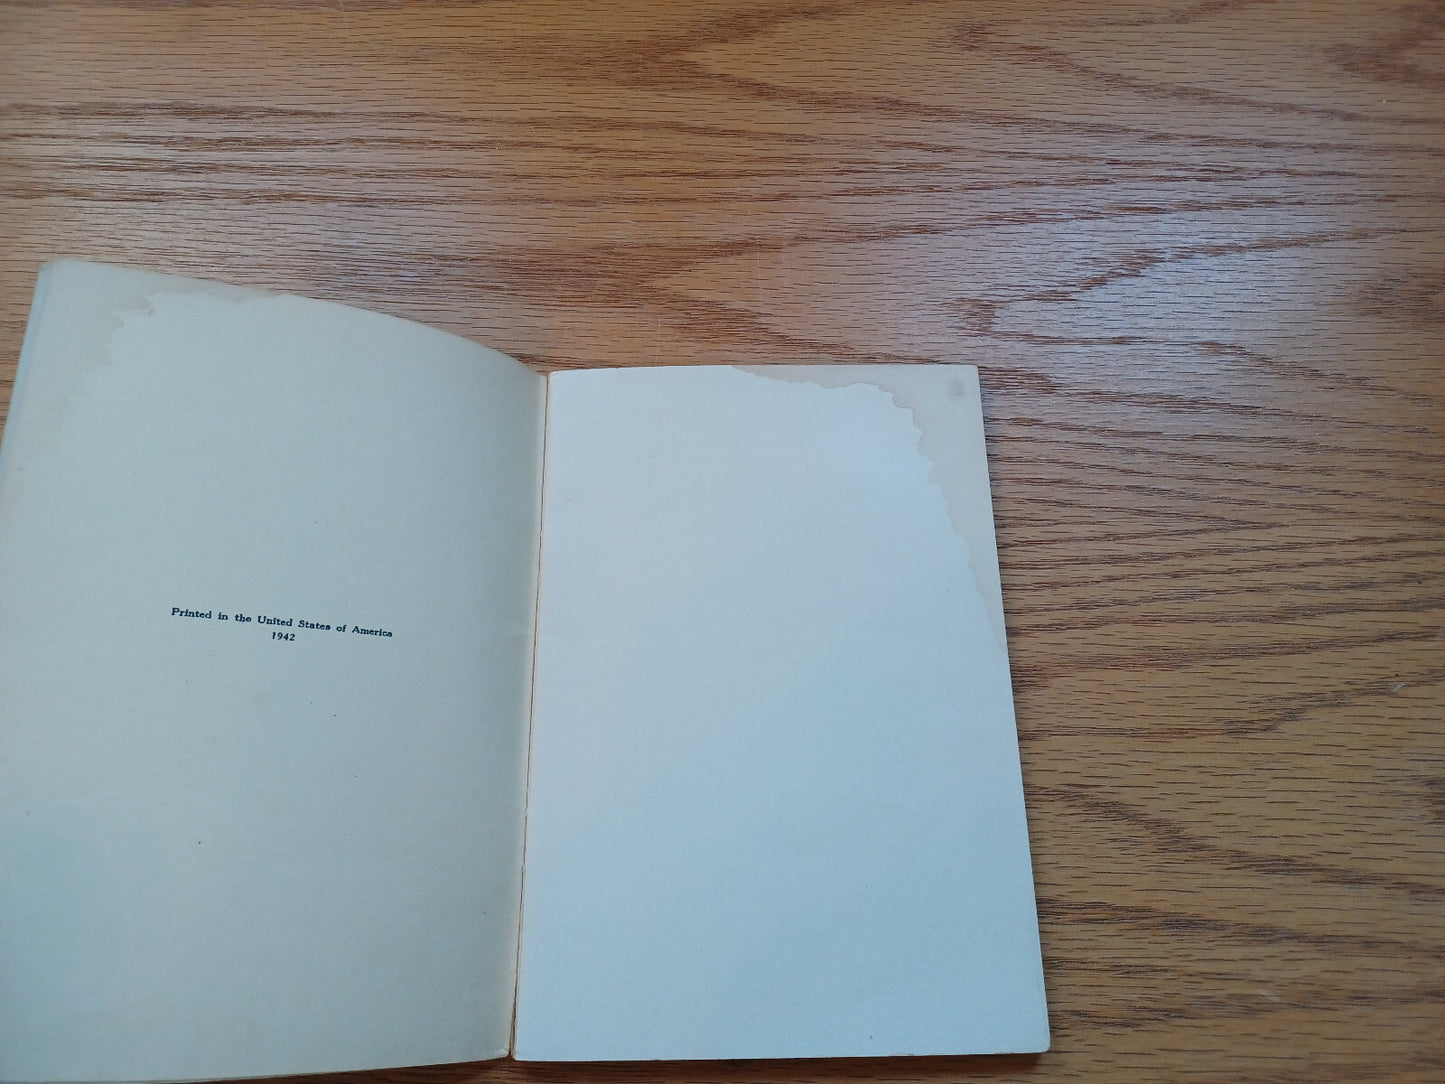 Printed in the United States of America
1942